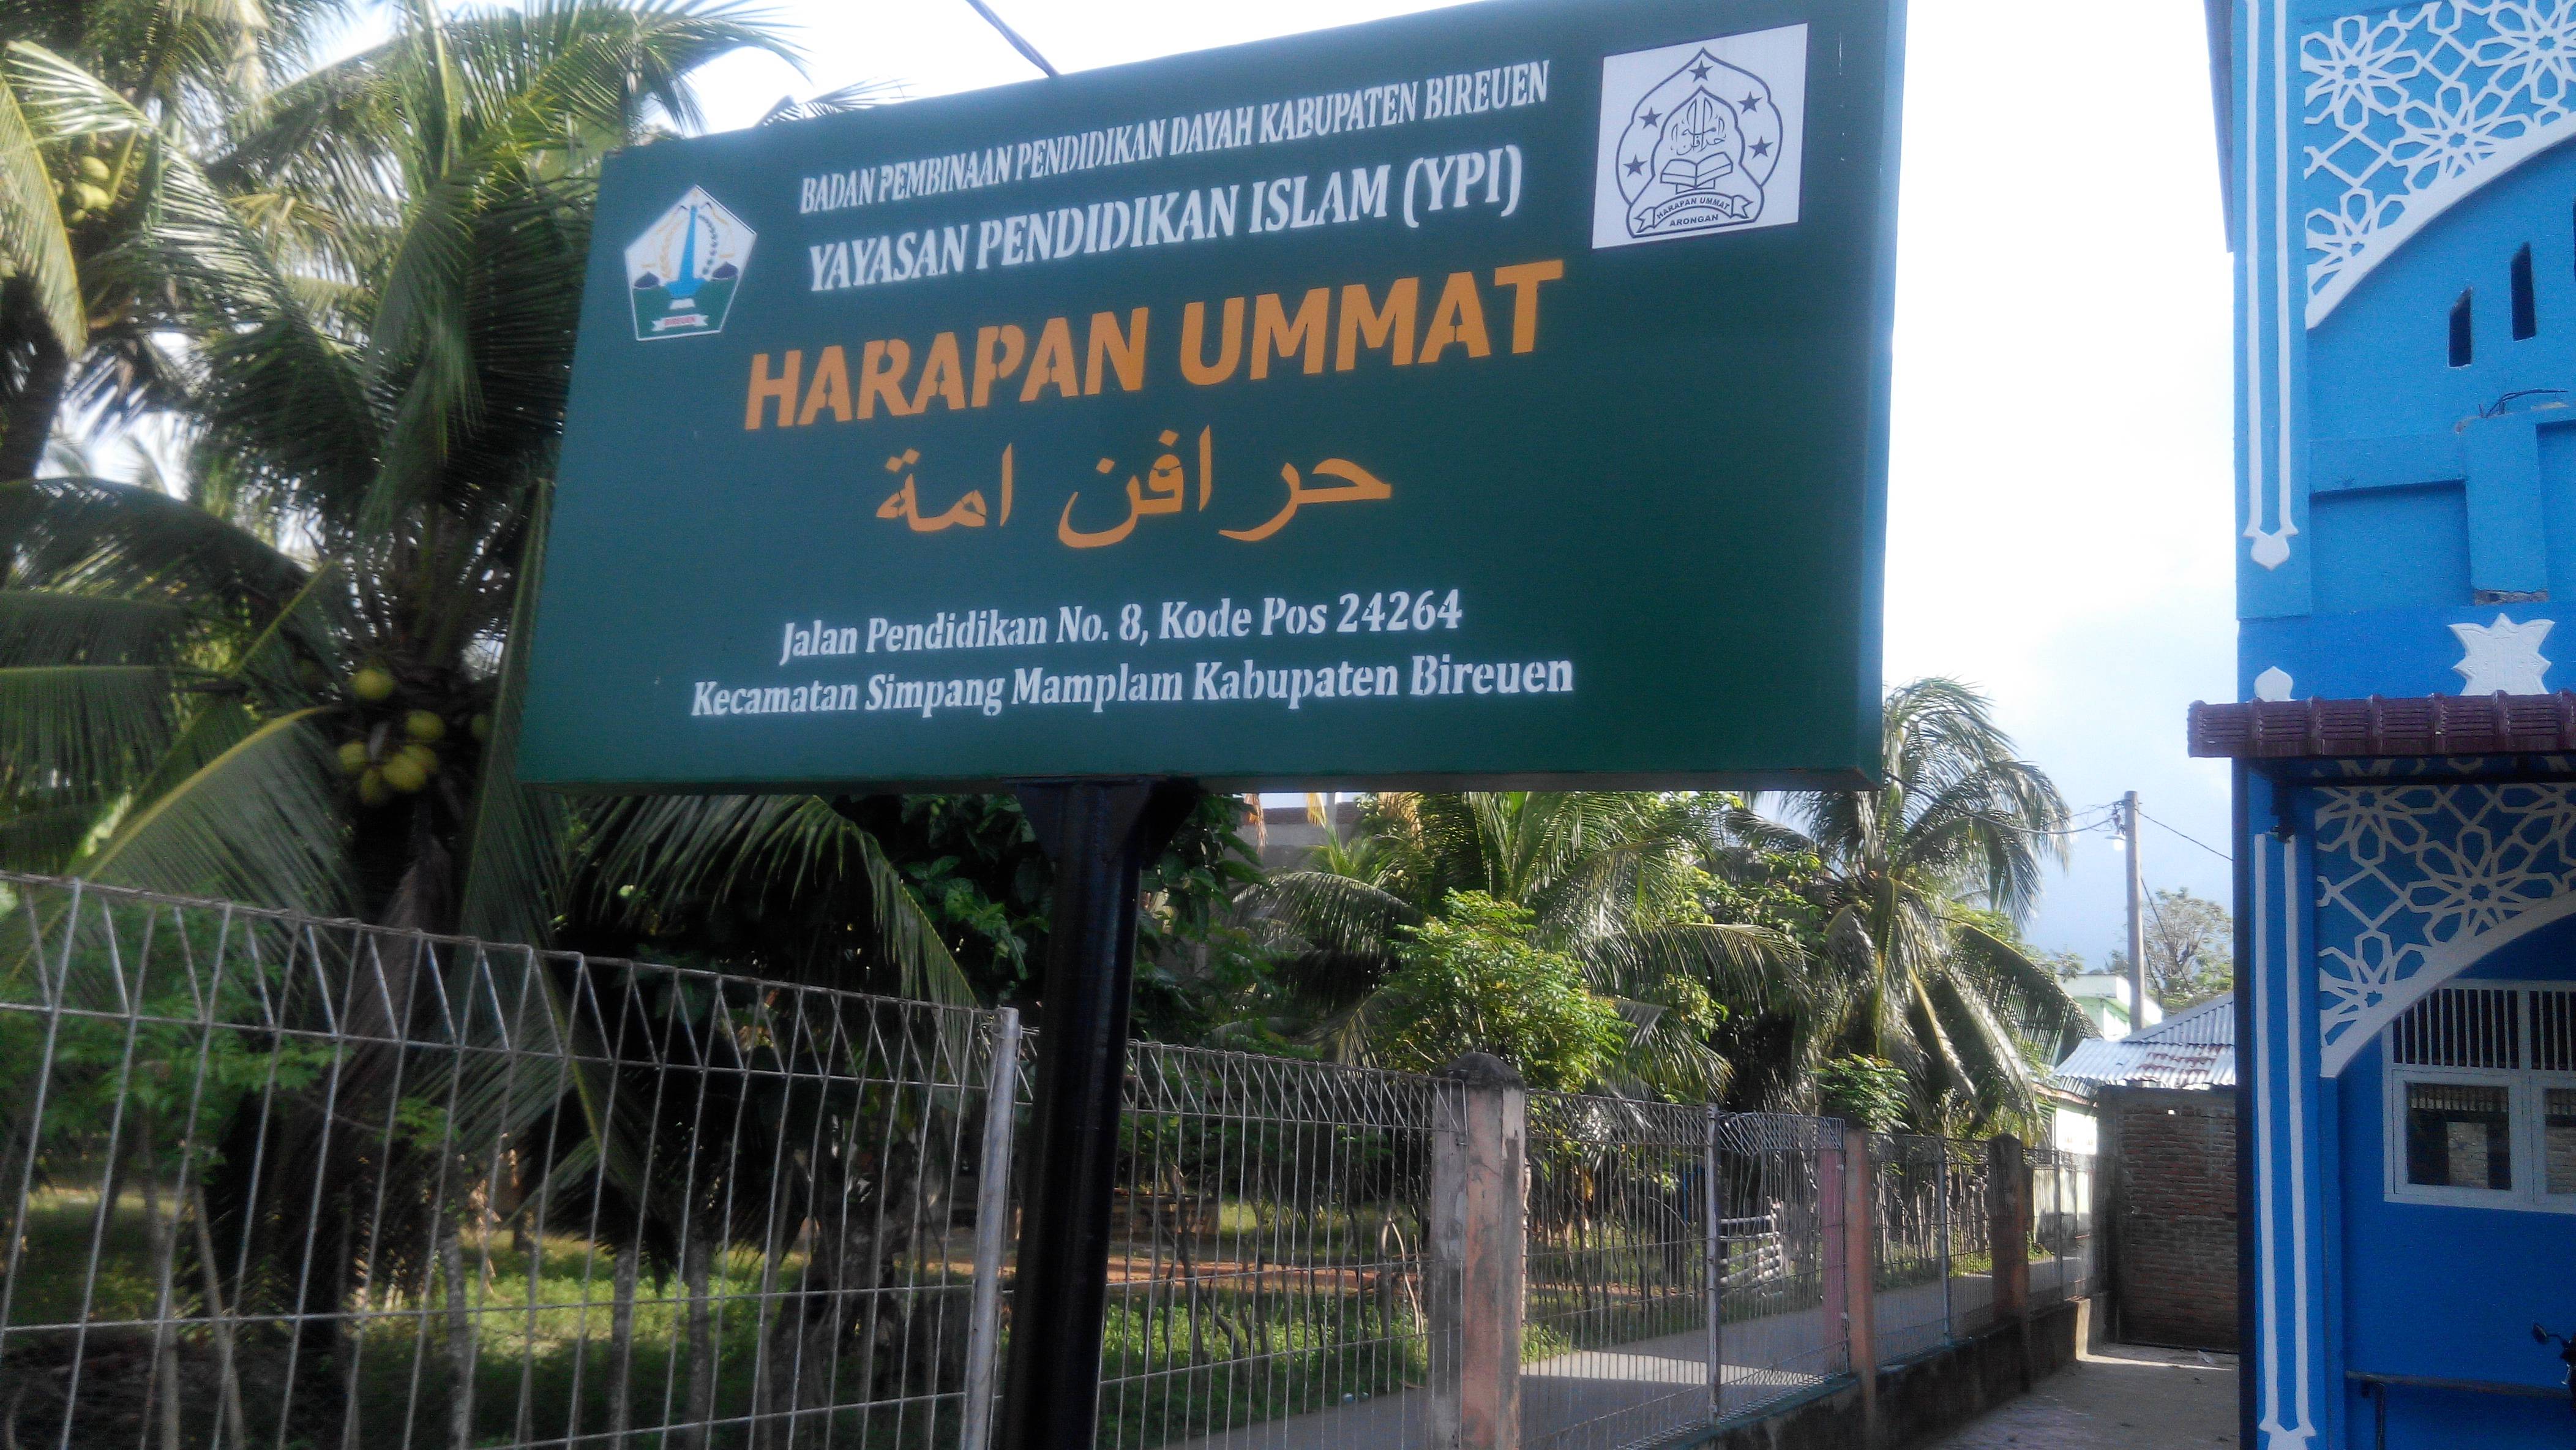 BADAN PEMBINAAN PENDIDIKAN DAYAH KABUPATEN BIREUEN
YAYASAN PENDIDIKAN ISLAM (YPI)
HARAPAN UMMAT
حرافن امة
Jalan Pendidikan No. 8, Kode Pos 24264
Kecamatan Simpang Mamplam Kabupaten Bireuen
BIREUEN
HARAPAN UMMAT
ARONGAN